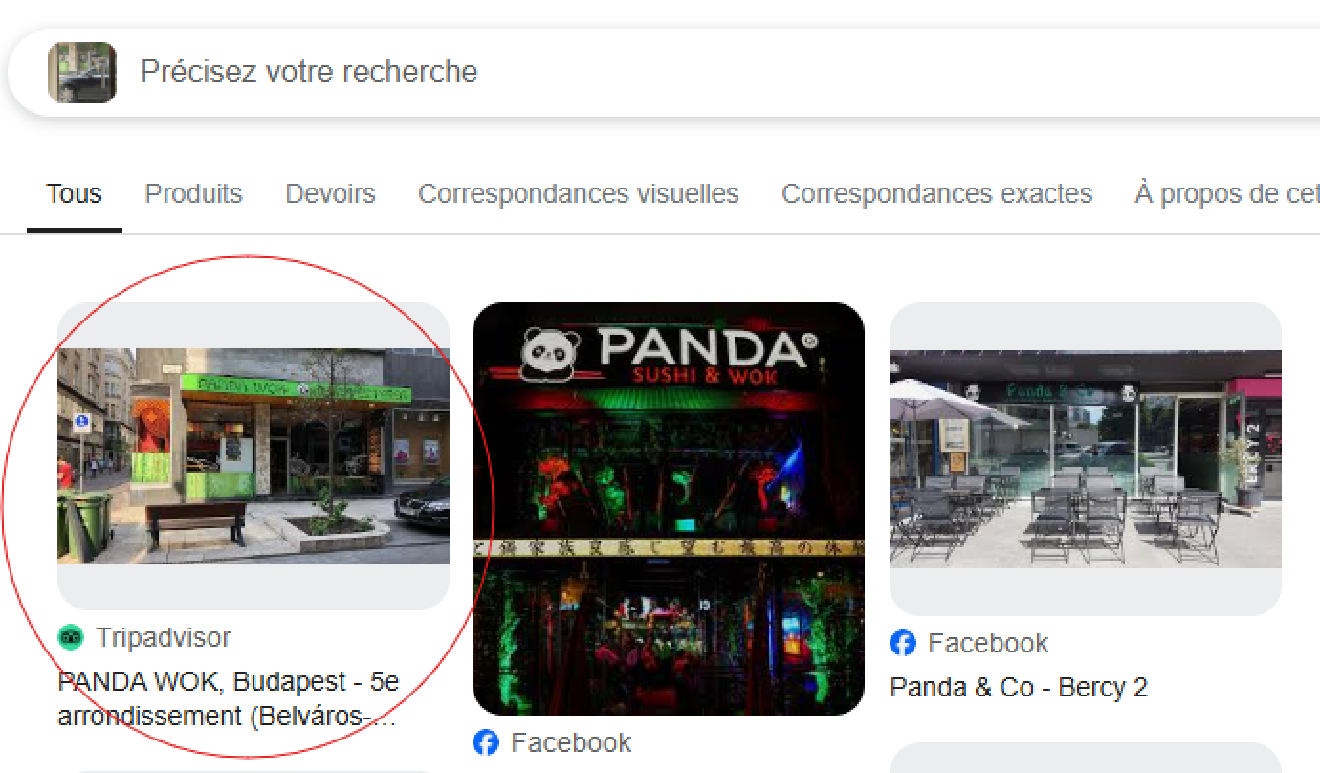 Précisez votre recherche
Tous Produits Devoirs Correspondances visuelles Correspondances exactes À propos de cet
PANDA WOK
PANDA
SUSHI & WOK
Panda & Co
BERCY 2
Tripadvisor
PANDA WOK, Budapest - 5e
arrondissement (Belváros-...
Facebook
Facebook
Panda & Co - Bercy 2